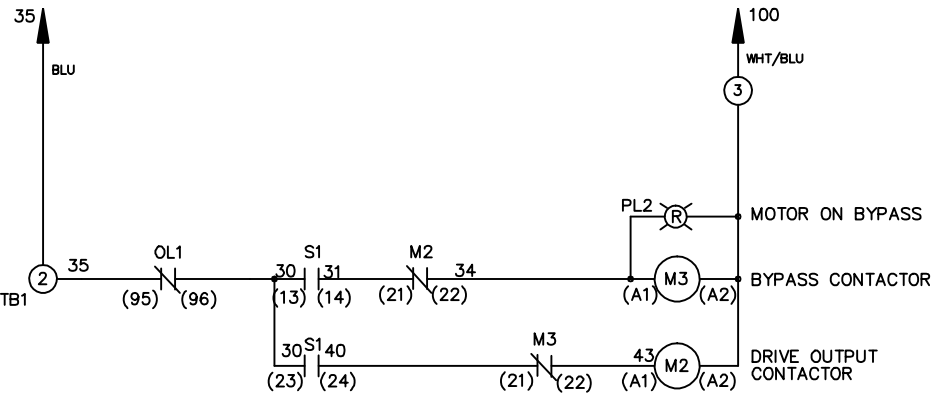 35
100
BLU
WHT/BLU
3
PL2
R
MOTOR ON BYPASS
OL1
S1
M2
2
35
30
31
34
M3
BYPASS CONTACTOR
TB1
(95)
(96)
(13)
(14)
(21)
(22)
(A1)
(A2)
S1
M3
30
40
43
M2
DRIVE OUTPUT
CONTACTOR
(23)
(24)
(21)
(22)
(A1)
(A2)